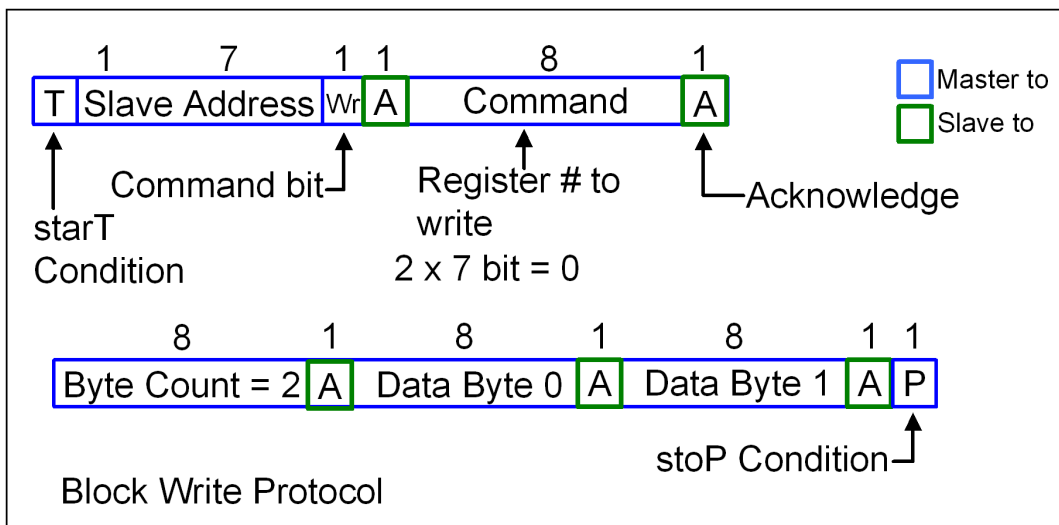 1 7 1 1 8 1
T Slave Address Wr A Command A
Master to
Slave to
Command bit
Register # to
write
2 x 7 bit = 0
Acknowledge
starT
Condition
8 1 8 1 8 1 1
Byte Count = 2 A Data Byte 0 A Data Byte 1 A P
stoP Condition
Block Write Protocol